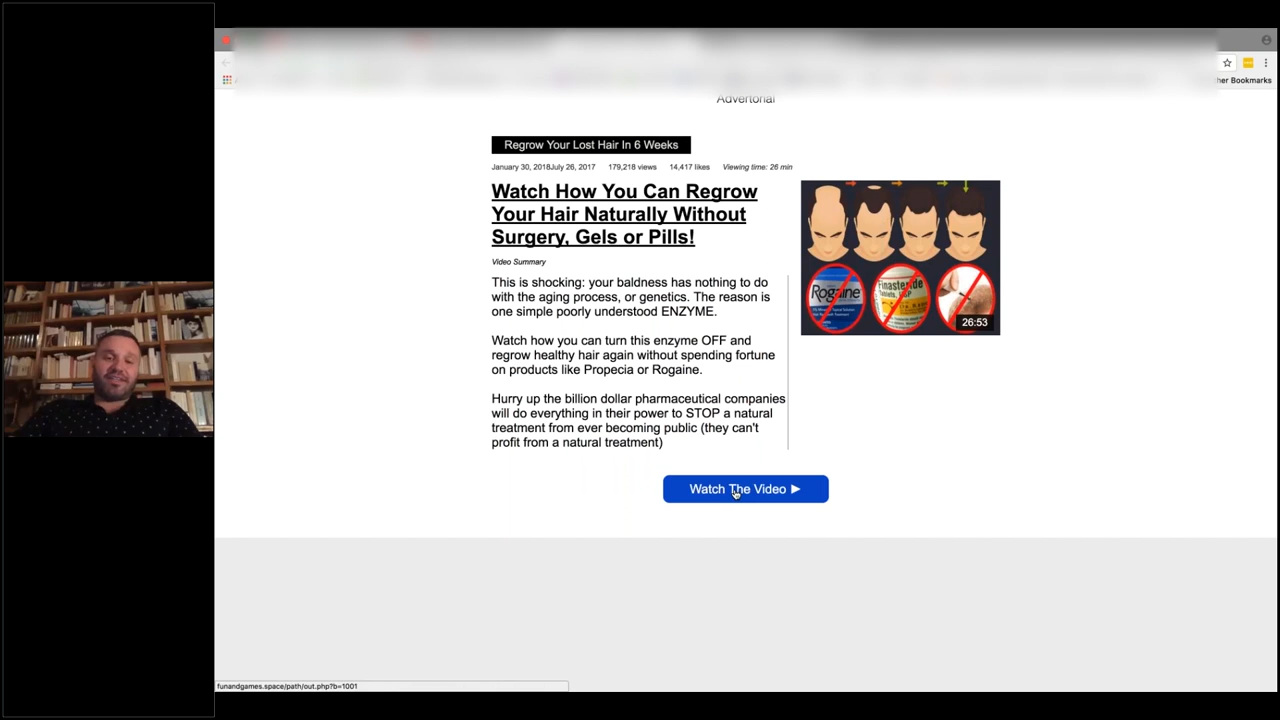 her Bookmarks
Advertorial
Regrow Your Lost Hair In 6 Weeks
January 30, 2018July 26, 2017 179,218 views 14,417 likes Viewing time: 26 min
Watch How You Can Regrow
Your Hair Naturally Without
Surgery, Gels or Pills!
Video Summary
This is shocking: your baldness has nothing to do
with the aging process, or genetics. The reason is
one simple poorly understood ENZYME.
Watch how you can turn this enzyme OFF and
regrow healthy hair again without spending fortune
on products like Propecia or Rogaine.
Hurry up the billion dollar pharmaceutical companies
will do everything in their power to STOP a natural
treatment from ever becoming public (they can't
profit from a natural treatment)
Rogaine
Finasteride
26:53
Watch The Video
funandgames.space/path/out.php?b=1001